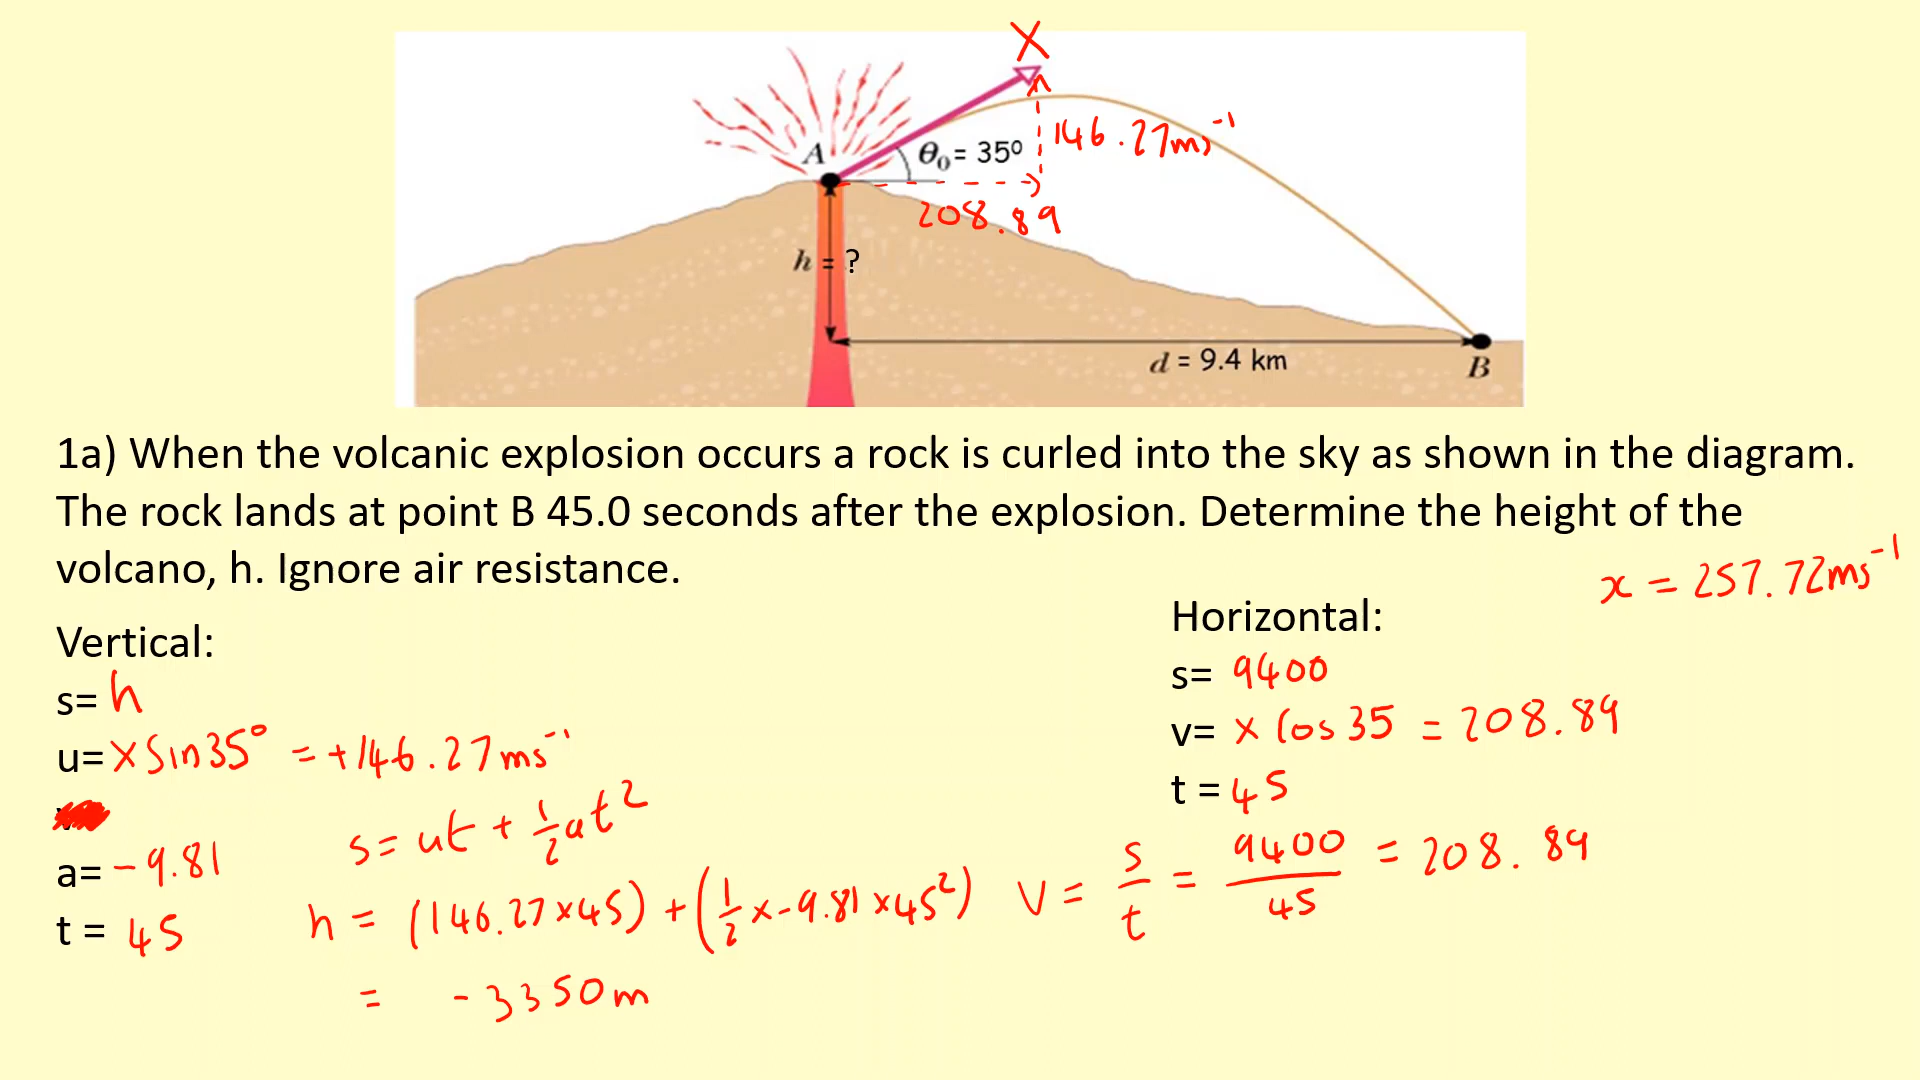 X
146.27ms⁻¹
A
θ₀ = 35⁰
208.89
h = ?
d = 9.4 km
B
1a) When the volcanic explosion occurs a rock is curled into the sky as shown in the diagram.
The rock lands at point B 45.0 seconds after the explosion. Determine the height of the
volcano, h. Ignore air resistance.
x = 257.72ms⁻¹
Vertical:
s= h
u= x Sin35° = +146.27ms⁻¹
a= -9.81
t = 45
s= ut + ½at²
h = (146.27×45) + (½×-9.81×45²)
= -3350m
Horizontal:
s= 9400
v= x Cos 35 = 208.89
t = 45
V = s/t = 9400/45 = 208.89